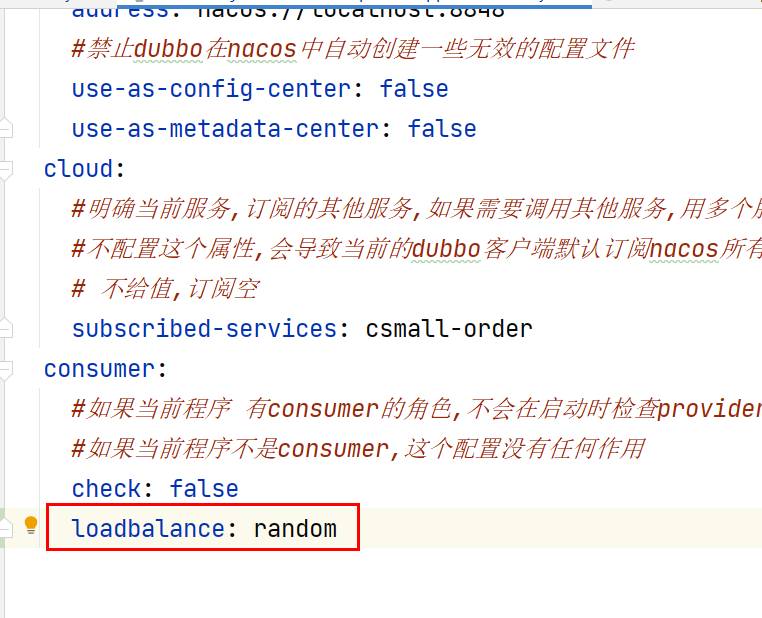 address: nacos://localhost:8848
#禁止dubbo在nacos中自动创建一些无效的配置文件
use-as-config-center: false
use-as-metadata-center: false
cloud:
#明确当前服务,订阅的其他服务,如果需要调用其他服务,用多个
#不配置这个属性,会导致当前的dubbo客户端默认订阅nacos所有
# 不给值,订阅空
subscribed-services: csmall-order
consumer:
#如果当前程序 有consumer的角色,不会在启动时检查provider
#如果当前程序不是consumer,这个配置没有任何作用
check: false
loadbalance: random